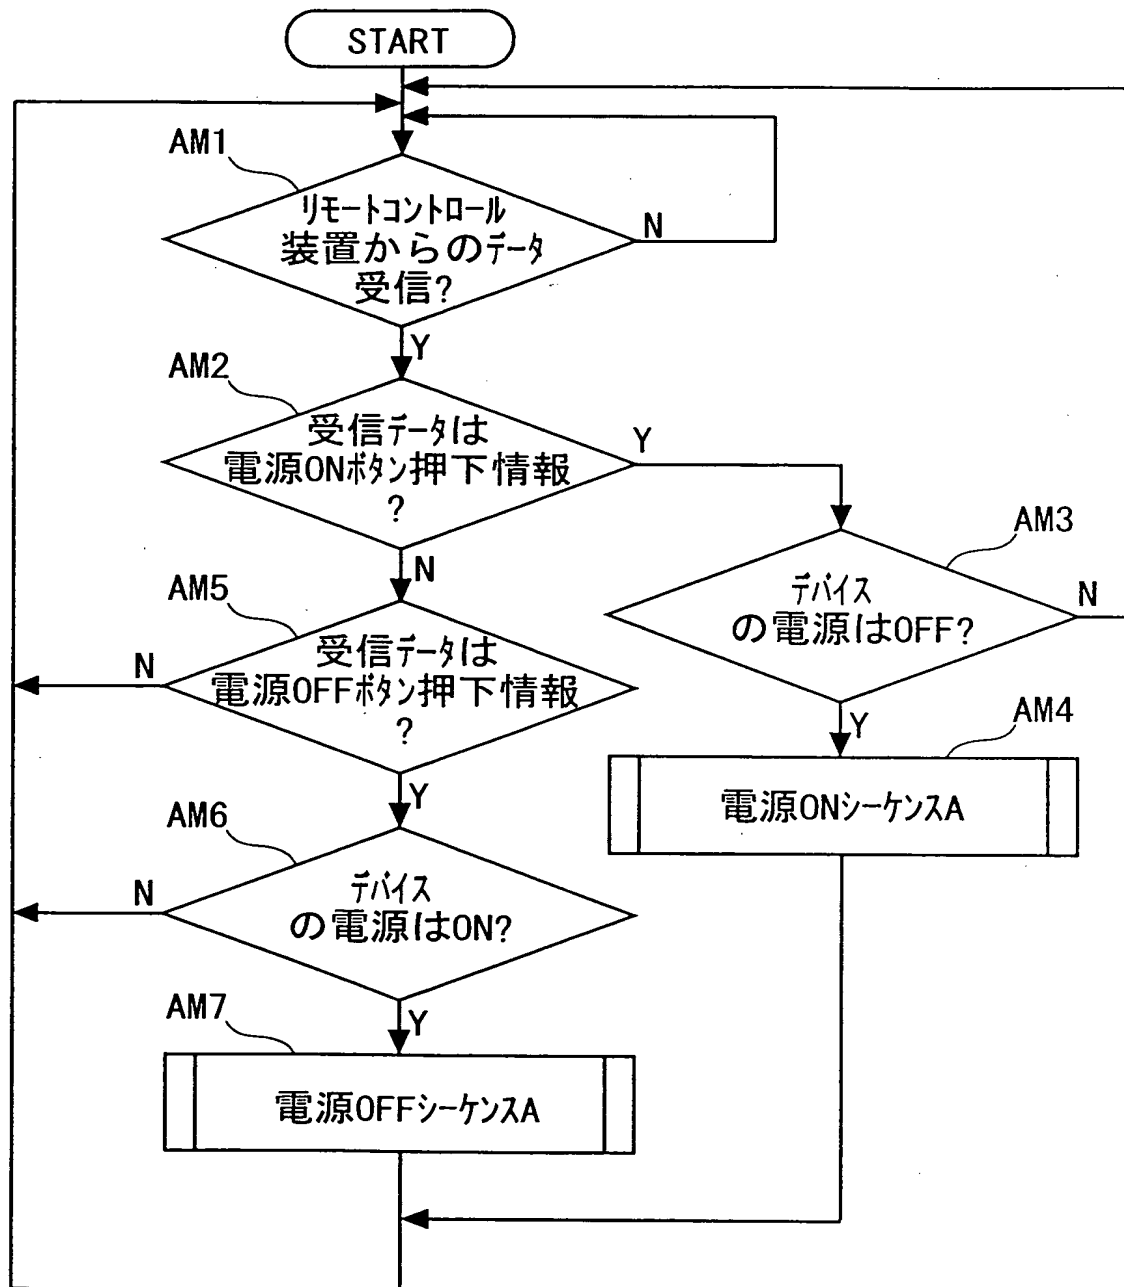 START
AM1
リモートコントロール
装置からのデータ
受信?
N
Y
AM2
受信データは
電源ONボタン押下情報
?
Y
N
AM3
デバイス
の電源はOFF?
N
Y
AM5
受信データは
電源OFFボタン押下情報
?
N
Y
AM4
電源ONシーケンスA
AM6
デバイス
の電源はON?
N
Y
AM7
電源OFFシーケンスA